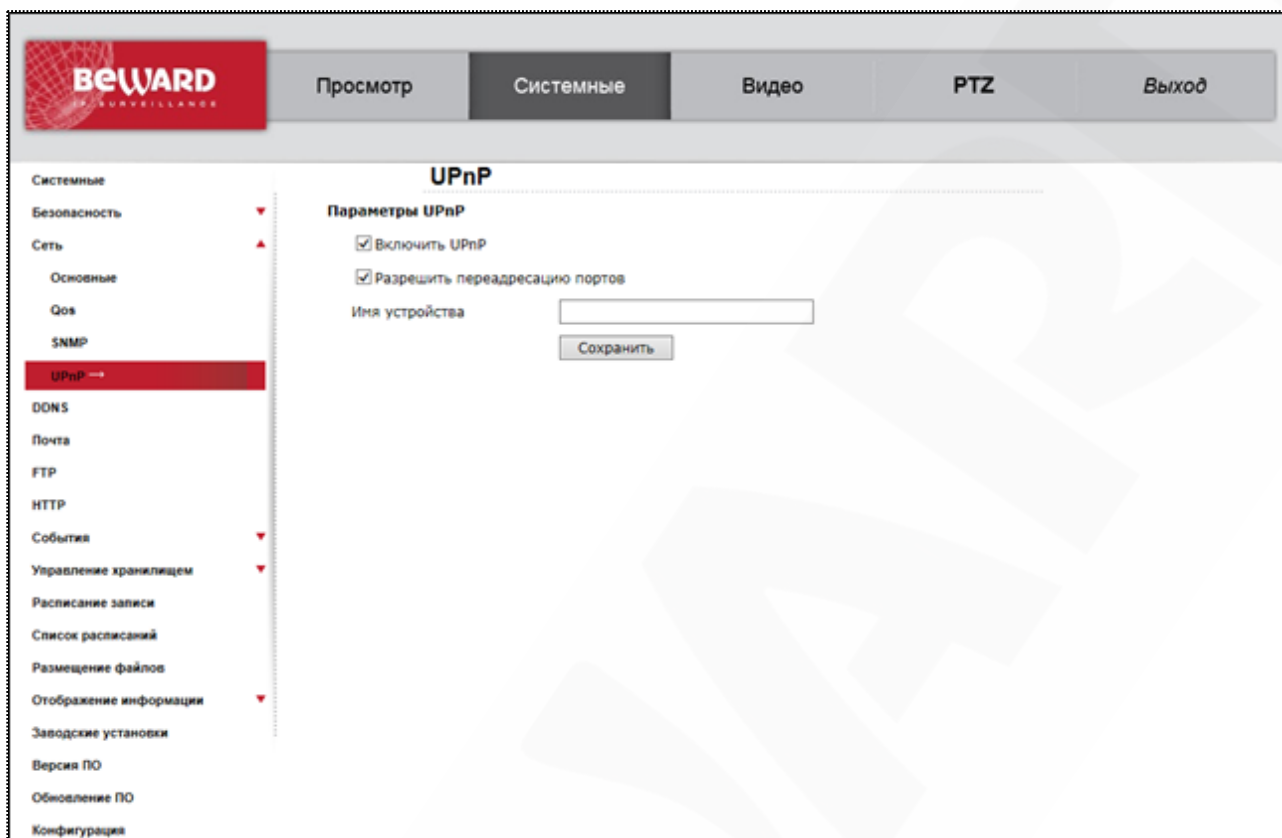 BEWARD
IP SURVEILLANCE
Просмотр
Системные
Видео
PTZ
Выход
Системные
Безопасность
Сеть
Основные
Qos
SNMP
UPnP →
DDNS
Почта
FTP
HTTP
События
Управление хранилищем
Расписание записи
Список расписаний
Размещение файлов
Отображение информации
Заводские установки
Версия ПО
Обновление ПО
Конфигурация
UPnP
Параметры UPnP
Включить UPnP
Разрешить переадресацию портов
Имя устройства
Сохранить